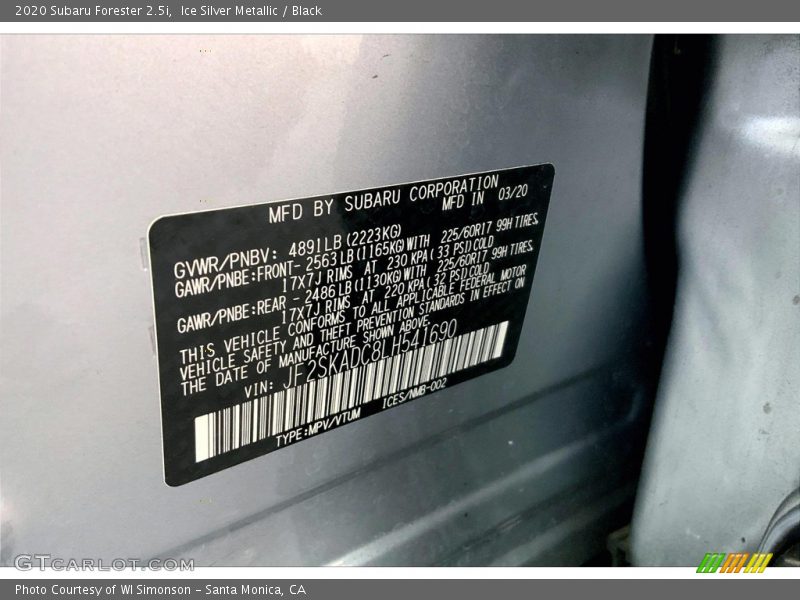 2020 Subaru Forester 2.5i,  Ice Silver Metallic / Black
MFD BY SUBARU CORPORATION
MFD IN 03/20
GVWR/PNBV: 4891LB(2223KG)
GAWR/PNBE:FRONT- 2563LB(1165KG)WITH 225/60R17 99H TIRES
17X7J RIMS AT 230 KPA(33 PSI)COLD
GAWR/PNBE:REAR - 2486LB(1130KG)WITH 225/60R17 99H TIRES
17X7J RIMS AT 220 KPA(32 PSI)COLD
THIS VEHICLE CONFORMS TO ALL APPLICABLE FEDERAL MOTOR
VEHICLE SAFETY AND THEFT PREVENTION STANDARDS IN EFFECT ON
THE DATE OF MANUFACTURE SHOWN ABOVE.
VIN: JF2SKADC8LH541690
TYPE:MPV/VTUM ICES/NMB-002
GTcarlot.com
Photo Courtesy of WI Simonson - Santa Monica, CA